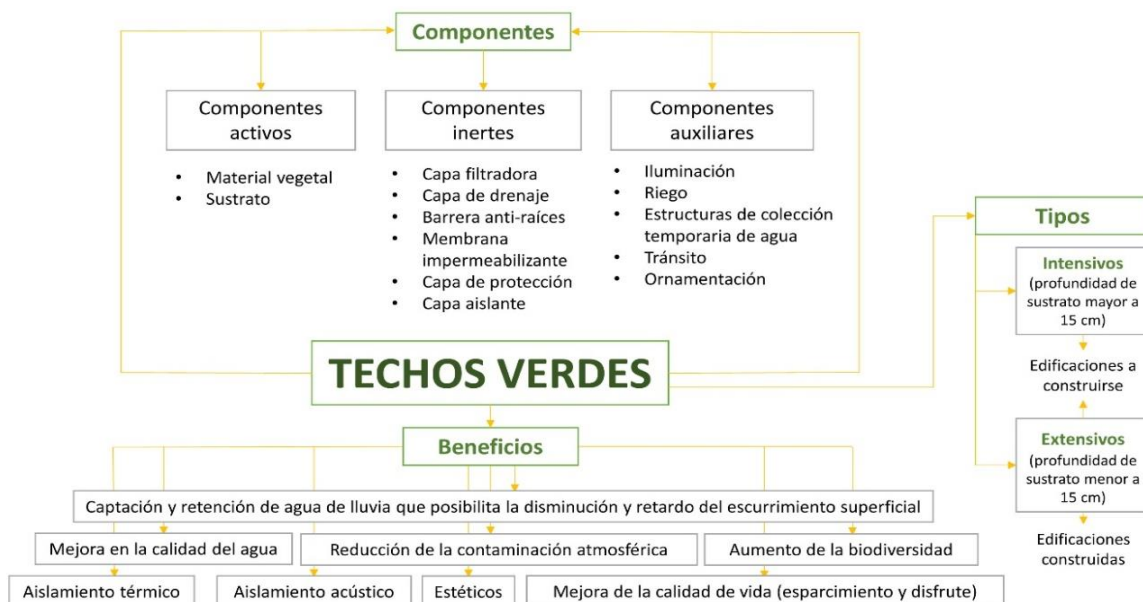 Componentes
Componentes
activos
• Material vegetal
• Sustrato
Componentes
inertes
• Capa filtradora
• Capa de drenaje
• Barrera anti-raíces
• Membrana
impermeabilizante
• Capa de protección
• Capa aislante
Componentes
auxiliares
• Iluminación
• Riego
• Estructuras de colección
temporaria de agua
• Tránsito
• Ornamentación
Tipos
Intensivos
(profundidad de
sustrato mayor a
15 cm)
Edificaciones a
construirse
Extensivos
(profundidad de
sustrato menor a
15 cm)
Edificaciones
construidas
TECHOS VERDES
Beneficios
Captación y retención de agua de lluvia que posibilita la disminución y retardo del escurrimiento superficial
Mejora en la calidad del agua
Reducción de la contaminación atmosférica
Aumento de la biodiversidad
Aislamiento térmico
Aislamiento acústico
Estéticos
Mejora de la calidad de vida (esparcimiento y disfrute)